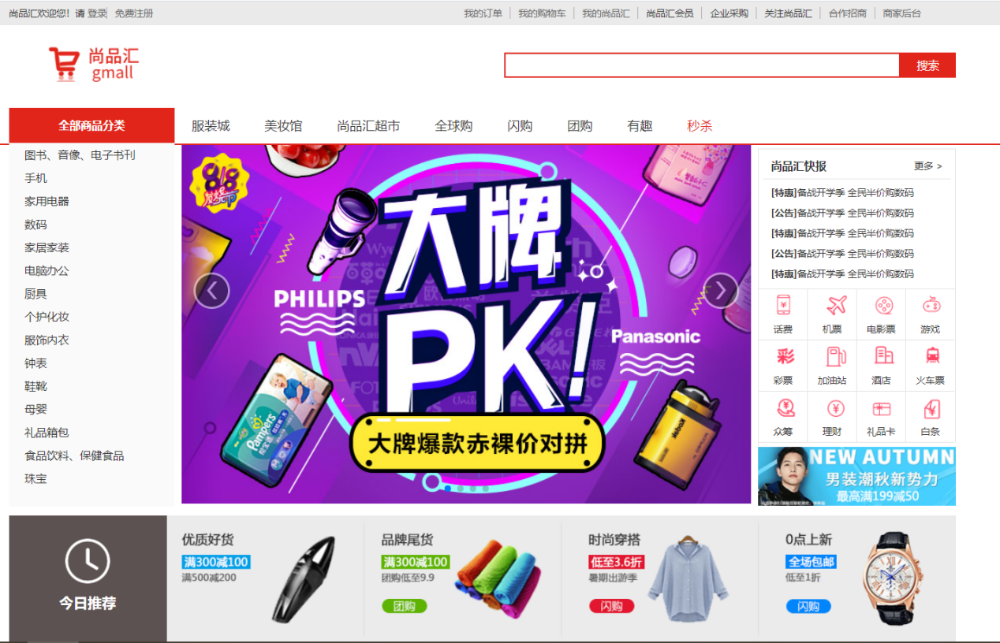 尚品汇欢迎您! 请 登录 免费注册
我的订单 我的购物车 我的尚品汇 尚品汇会员 企业采购 关注尚品汇 合作招商 商家后台
尚品汇
gmall
搜索
全部商品分类 服装城 美妆馆 尚品汇超市 全球购 闪购 团购 有趣 秒杀
图书、音像、电子书刊
手机
家用电器
数码
家居家装
电脑办公
厨具
个护化妆
服饰内衣
钟表
鞋靴
母婴
礼品箱包
食品饮料、保健食品
珠宝
大牌
PK!
PHILIPS
Panasonic
Pampers
大牌爆款赤裸价对拼
尚品汇快报 更多 >
[特惠]备战开学季 全民半价购数码
[公告]备战开学季 全民半价购数码
[特惠]备战开学季 全民半价购数码
[公告]备战开学季 全民半价购数码
[特惠]备战开学季 全民半价购数码
话费 机票 电影票 游戏
彩
彩票 加油站 酒店 火车票
众筹 理财 礼品卡 白条
NEW AUTUMN
男装潮秋新势力
最高满199减50
今日推荐
优质好货
满300减100
满500减200
品牌尾货
满300减100
团购低至9.9
团购
时尚穿搭
低至3.6折
暑期出游季
闪购
0点上新
全场包邮
低至1折
闪购